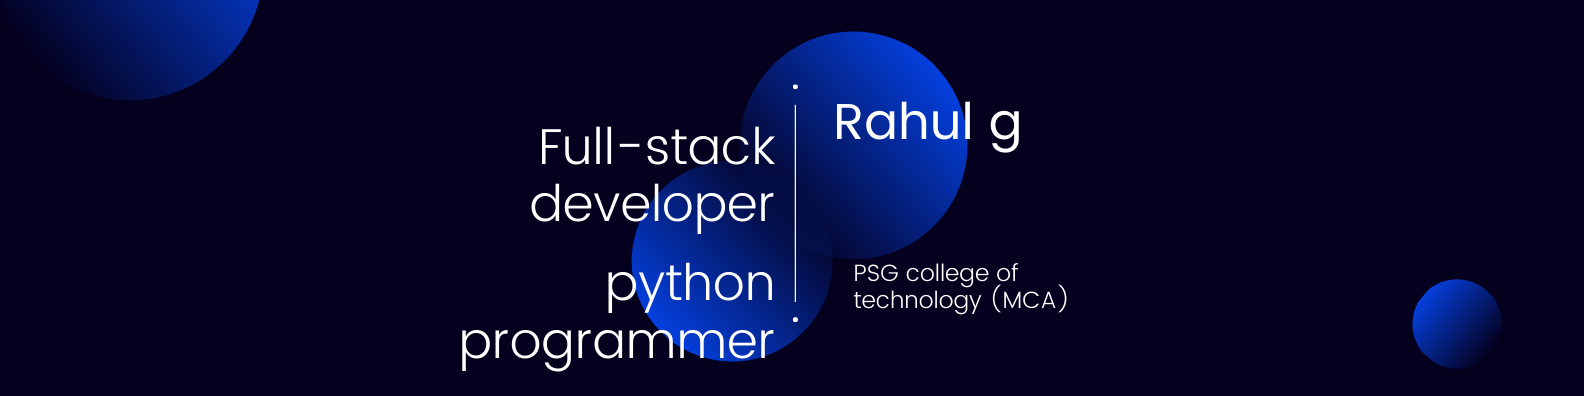 Full-stack
developer
python
programmer
Rahul g
PSG college of
technology (MCA)